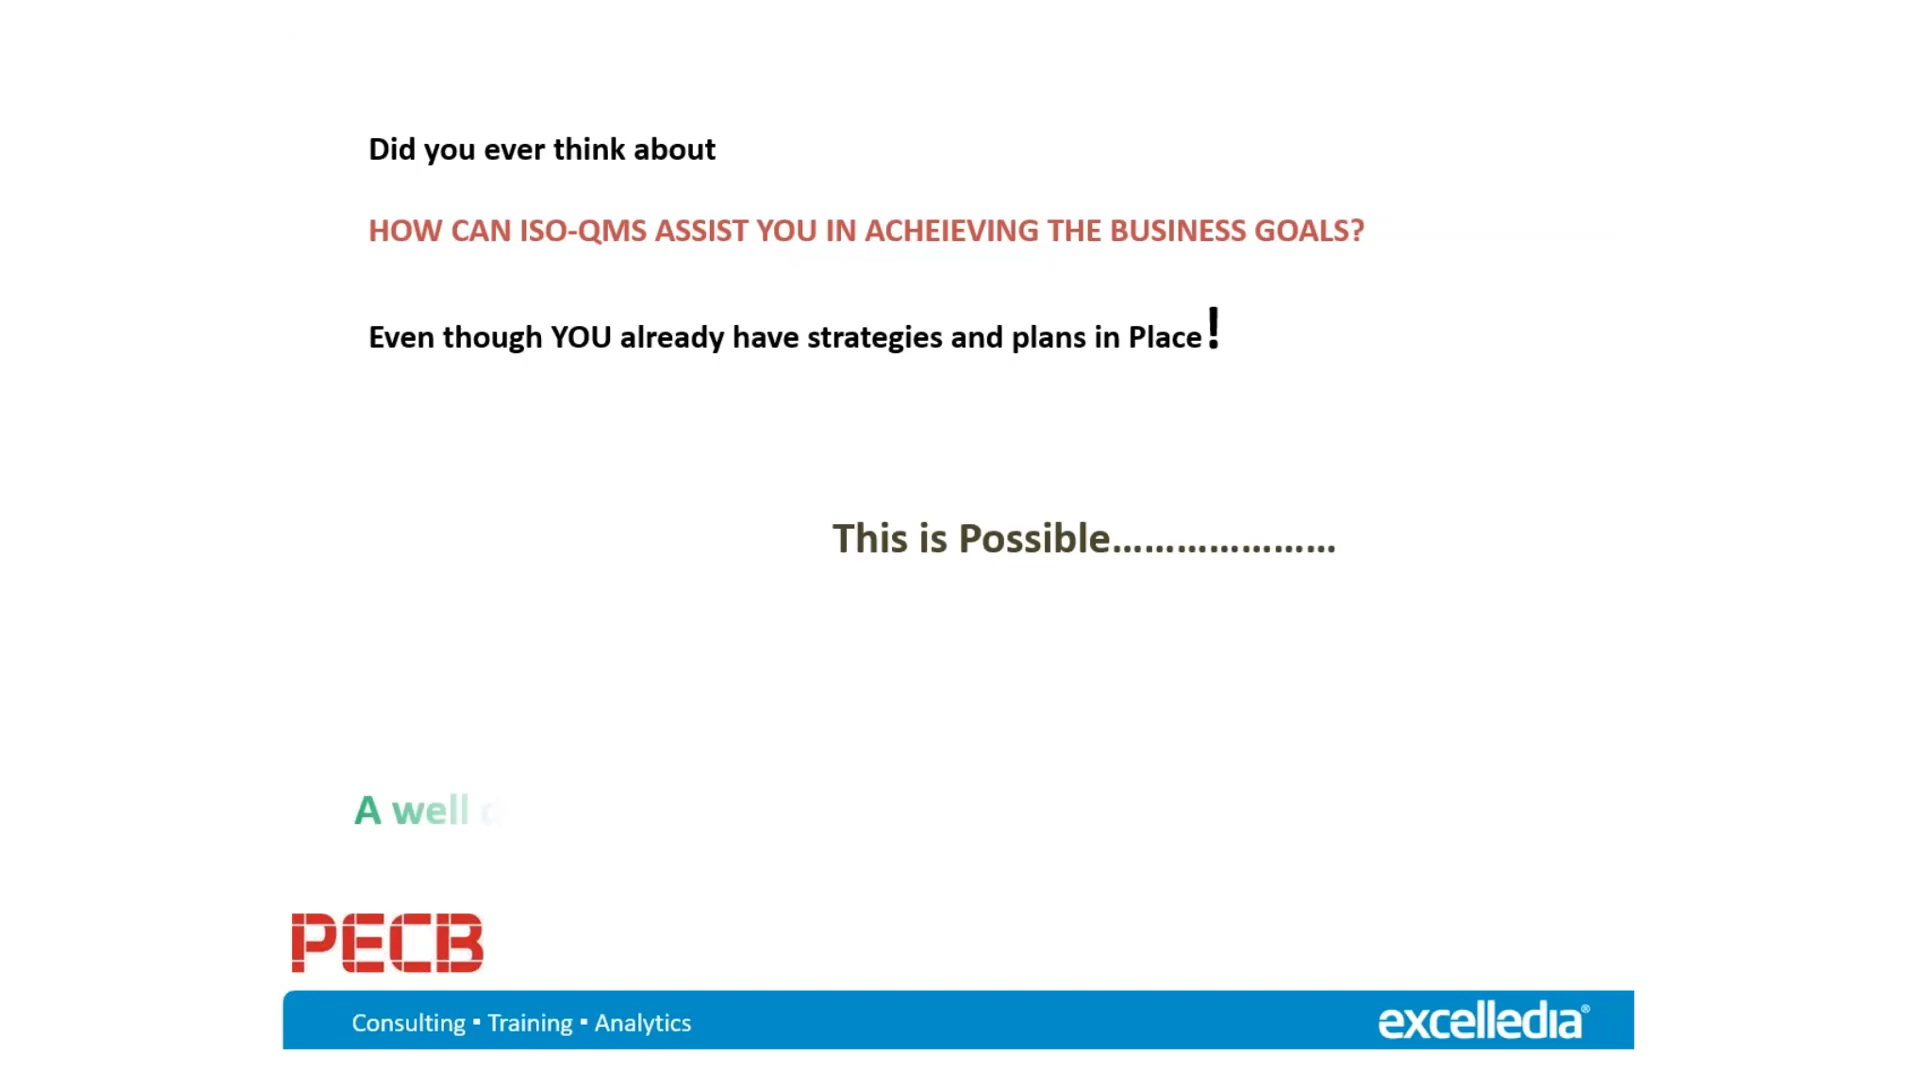 Did you ever think about
HOW CAN ISO-QMS ASSIST YOU IN ACHEIEVING THE BUSINESS GOALS?
Even though YOU already have strategies and plans in Place!
This is Possible.....................
A well
PECB
Consulting ▪ Training ▪ Analytics
excelledia®